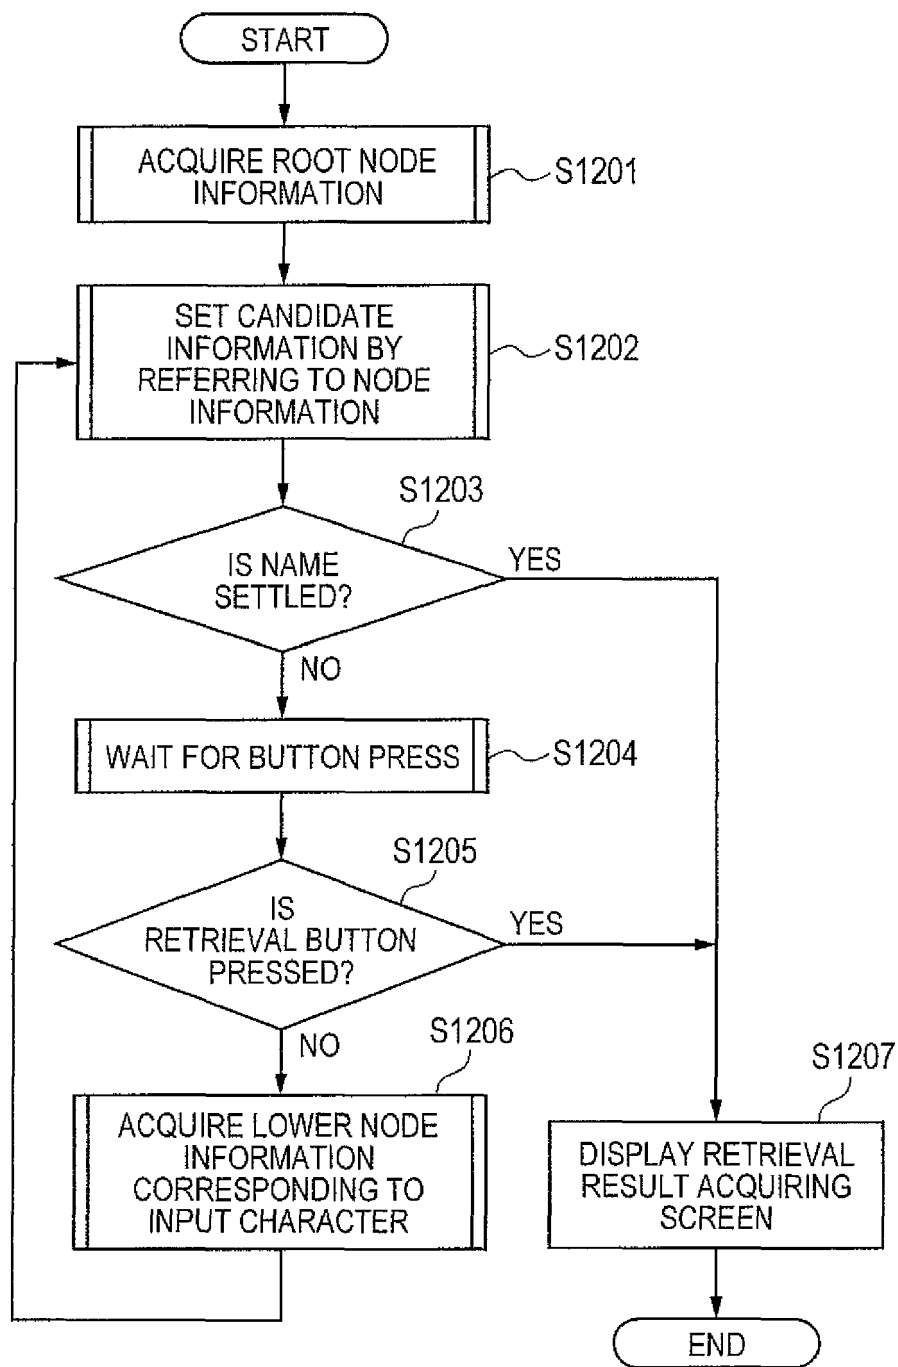 START
ACQUIRE ROOT NODE
INFORMATION
S1201
SET CANDIDATE
INFORMATION BY
REFERRING TO NODE
INFORMATION
S1202
S1203
IS NAME
SETTLED?
YES
NO
WAIT FOR BUTTON PRESS
S1204
S1205
IS
RETRIEVAL BUTTON
PRESSED?
YES
NO
S1206
ACQUIRE LOWER NODE
INFORMATION
CORRESPONDING TO
INPUT CHARACTER
S1207
DISPLAY RETRIEVAL
RESULT ACQUIRING
SCREEN
END